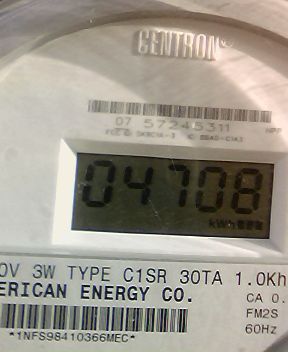 CENTRON
07 57245311
04708
kWh
0V 3W TYPE C1SR 30TA 1.0Kh
ERICAN ENERGY CO.
CA 0.
FM2S
60Hz
*1NFS98410366MEC*